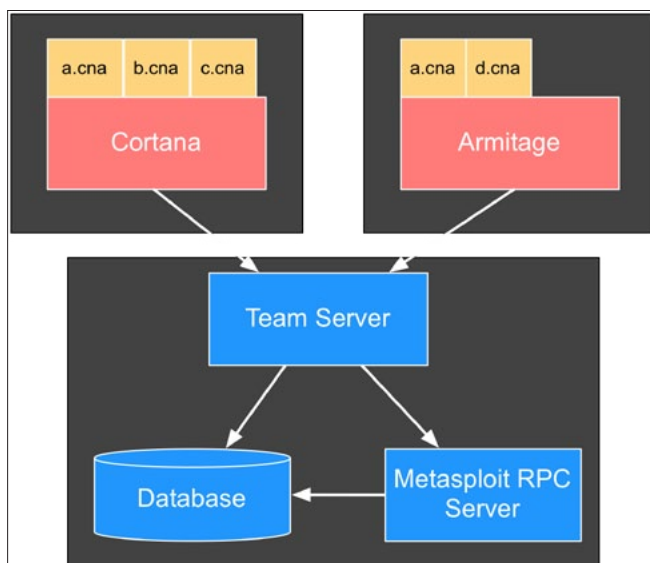 a.cna b.cna c.cna
Cortana
a.cna d.cna
Armitage
Team Server
Database
Metasploit RPC
Server